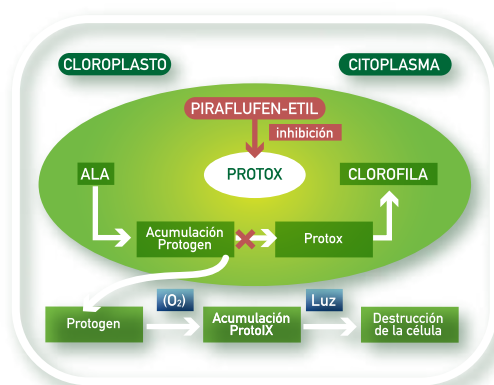 CLOROPLASTO
CITOPLASMA
PIRAFLUFEN-ETIL
inhibición
ALA
PROTOX
CLOROFILA
Acumulación
Protogen
Protox
(O₂)
Luz
Protogen
Acumulación
ProtoIX
Destrucción
de la célula